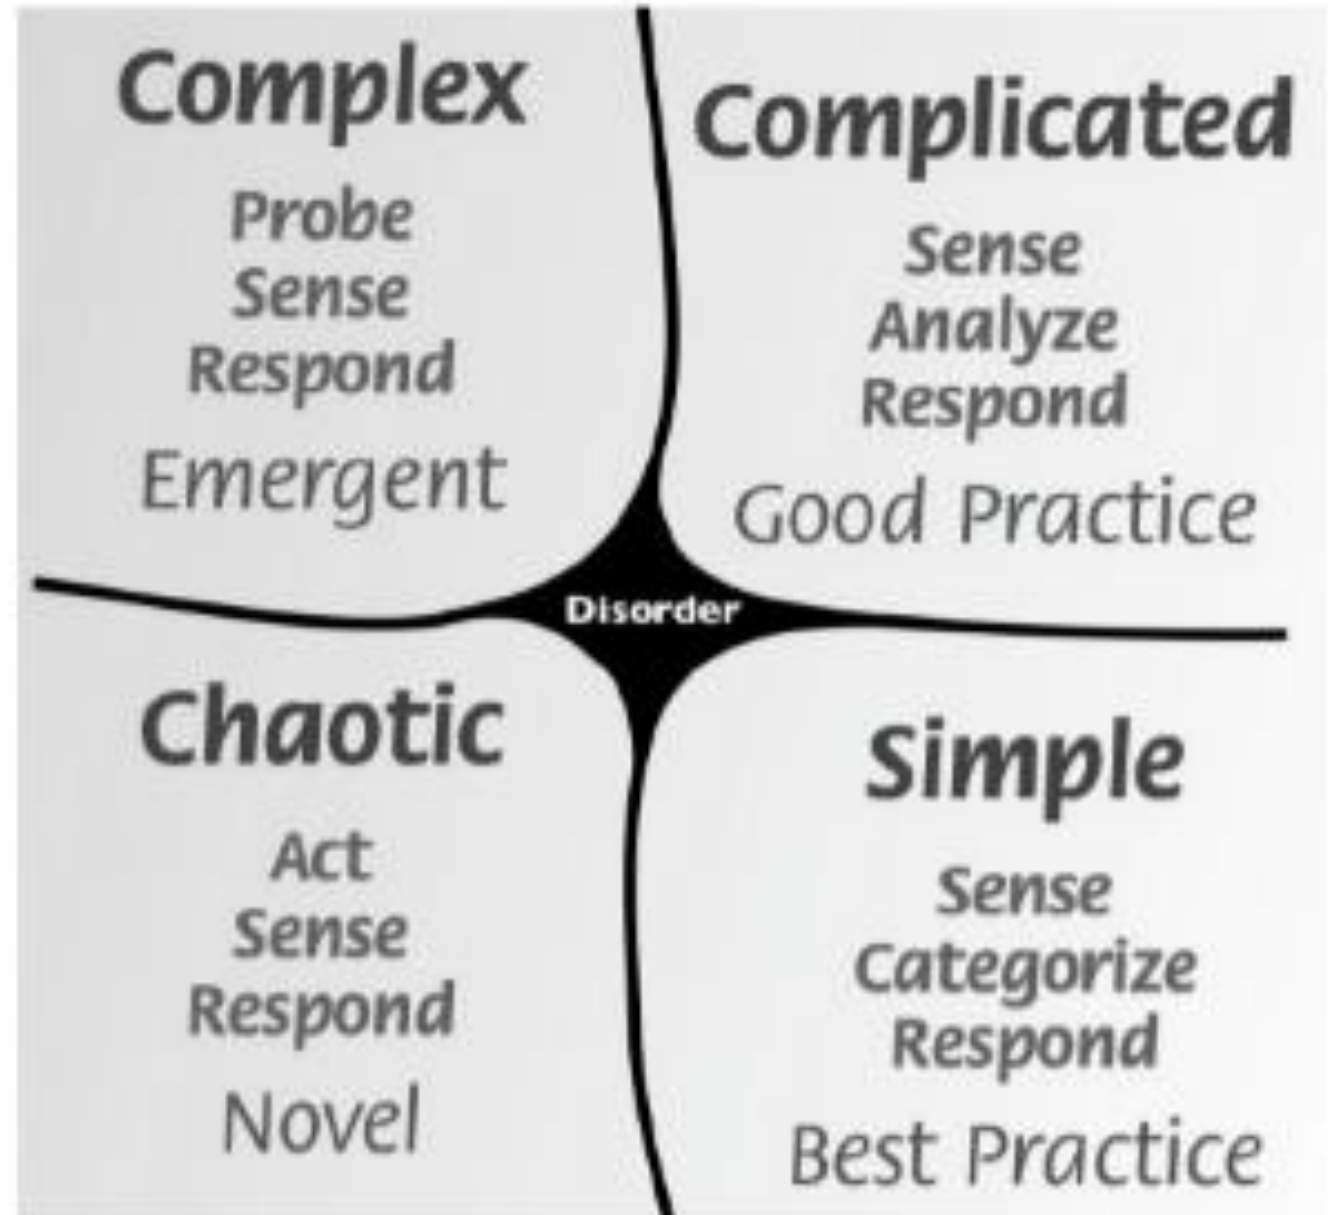 Complex
Probe
Sense
Respond
Emergent
Complicated
Sense
Analyze
Respond
Good Practice
Disorder
Chaotic
Act
Sense
Respond
Novel
Simple
Sense
Categorize
Respond
Best Practice